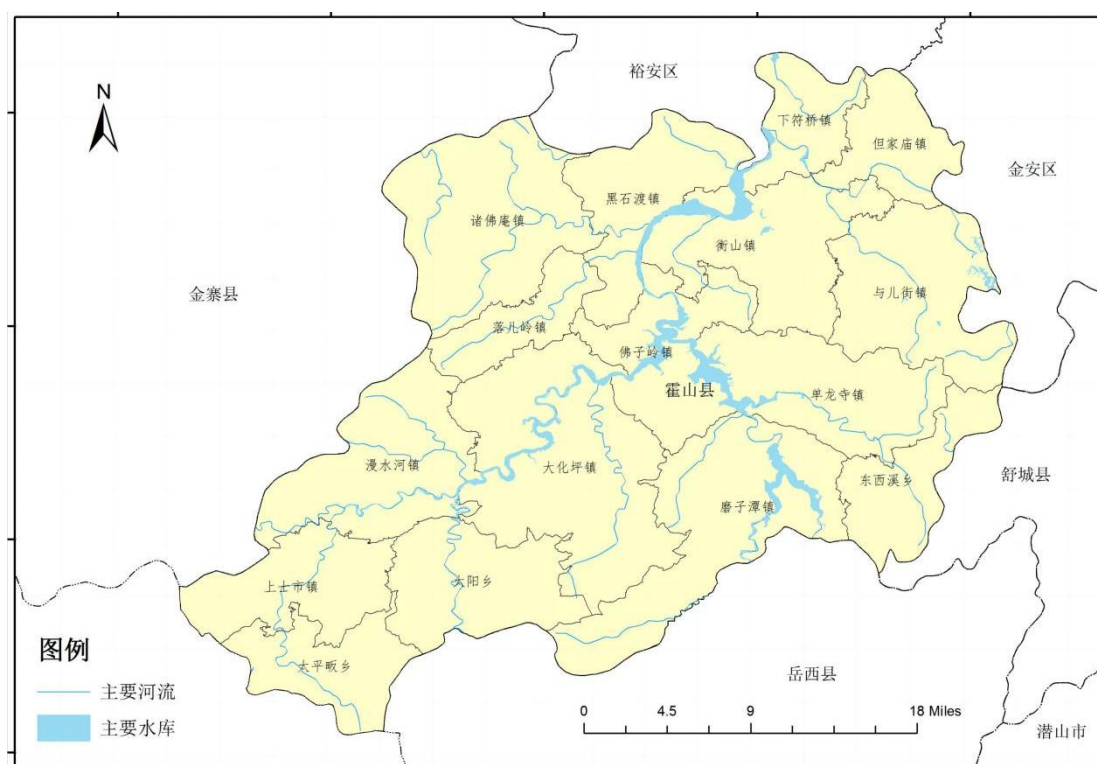 裕安区
N
下符桥镇
但家庙镇
金安区
黑石渡镇
诸佛庵镇
衡山镇
金寨县
与儿街镇
落儿岭镇
佛子岭镇
霍山县
单龙寺镇
漫水河镇
大化坪镇
东西溪乡
舒城县
磨子潭镇
上土市镇
太阳乡
图例
太平畈乡
岳西县
主要河流
0 4.5 9 18 Miles
主要水库
潜山市